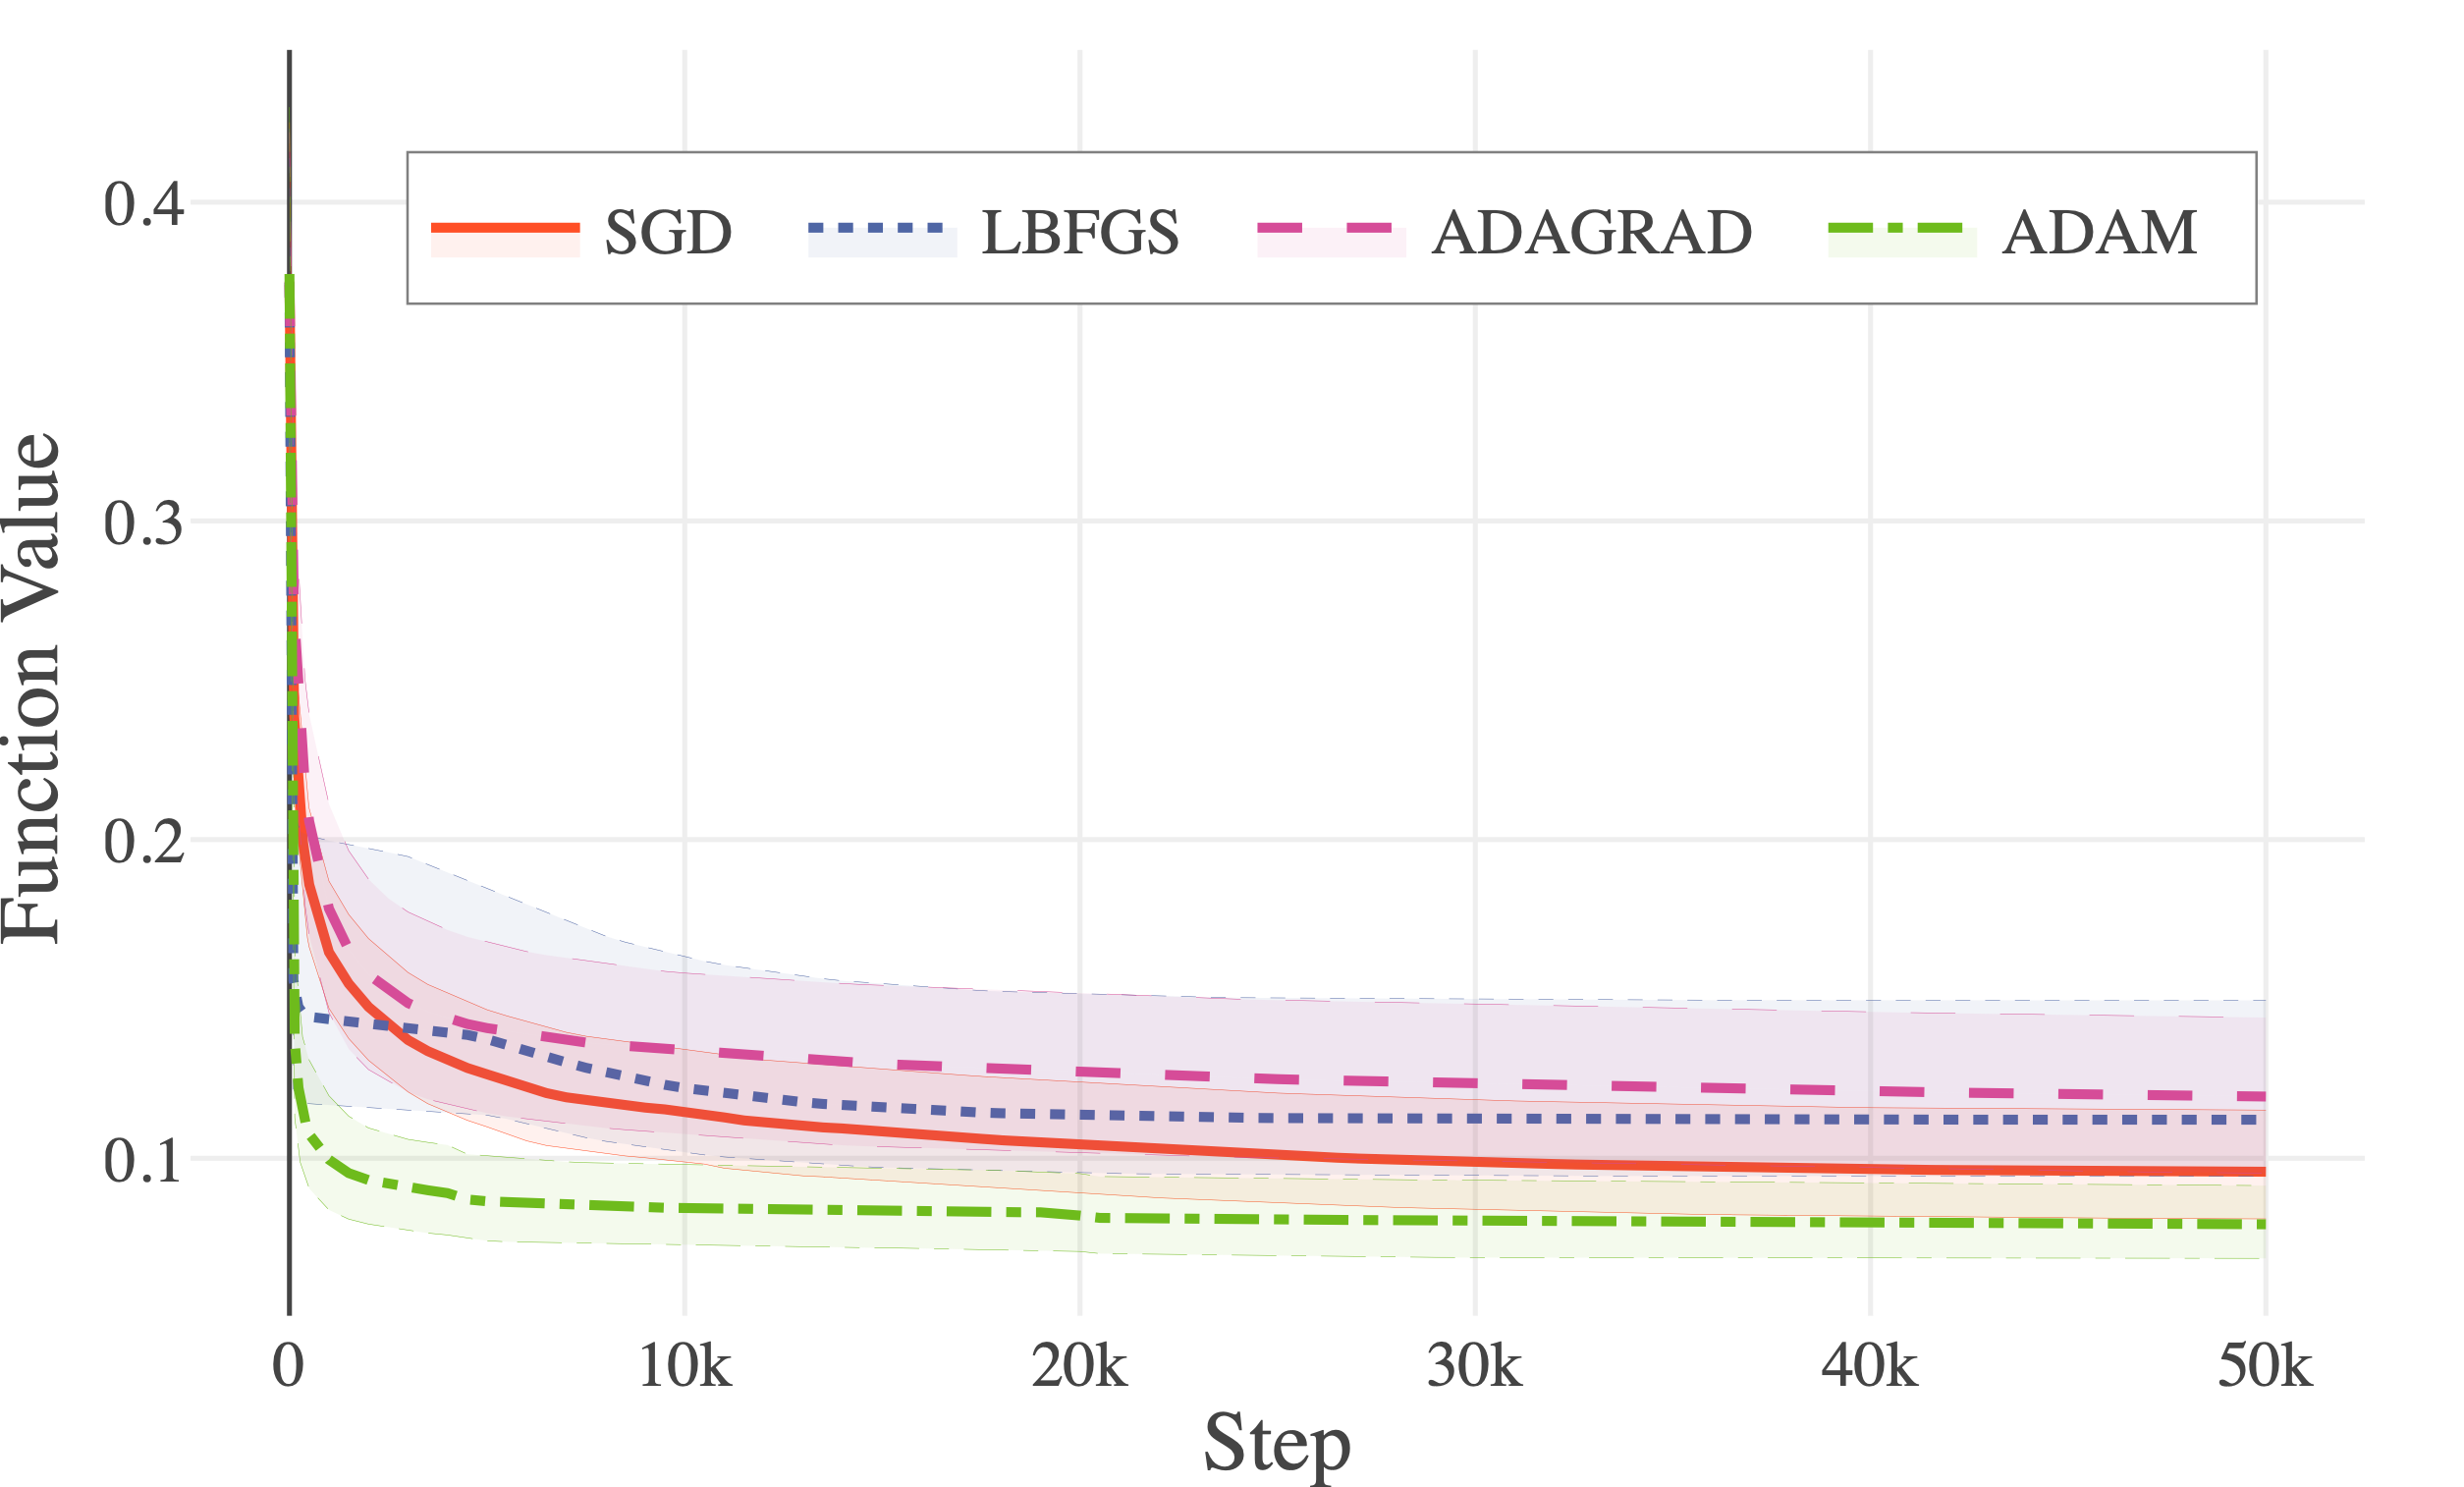 SGD LBFGS ADAGRAD ADAM
Function Value
0.4
0.3
0.2
0.1
0 10k 20k 30k 40k 50k
Step